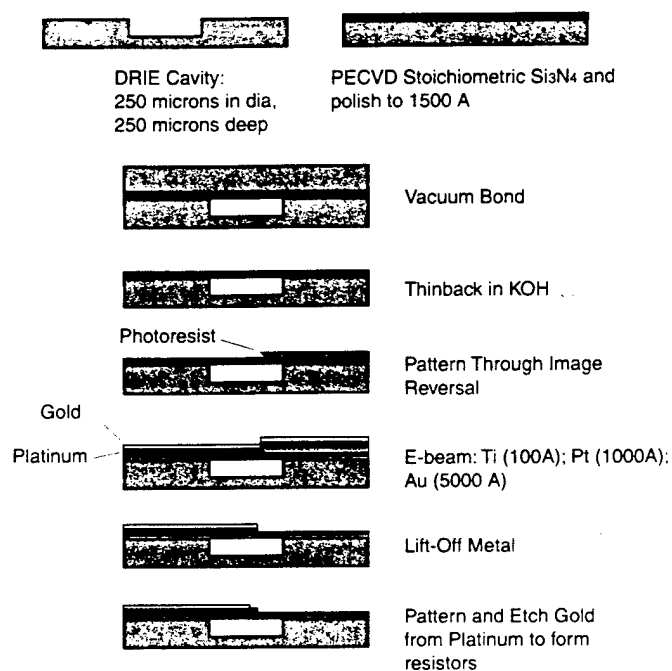 DRIE Cavity:
250 microns in dia,
250 microns deep
PECVD Stoichiometric Si3N4 and
polish to 1500 A
Vacuum Bond
Thinback in KOH
Photoresist
Pattern Through Image
Reversal
Gold
Platinum
E-beam: Ti (100A); Pt (1000A);
Au (5000 A)
Lift-Off Metal
Pattern and Etch Gold
from Platinum to form
resistors